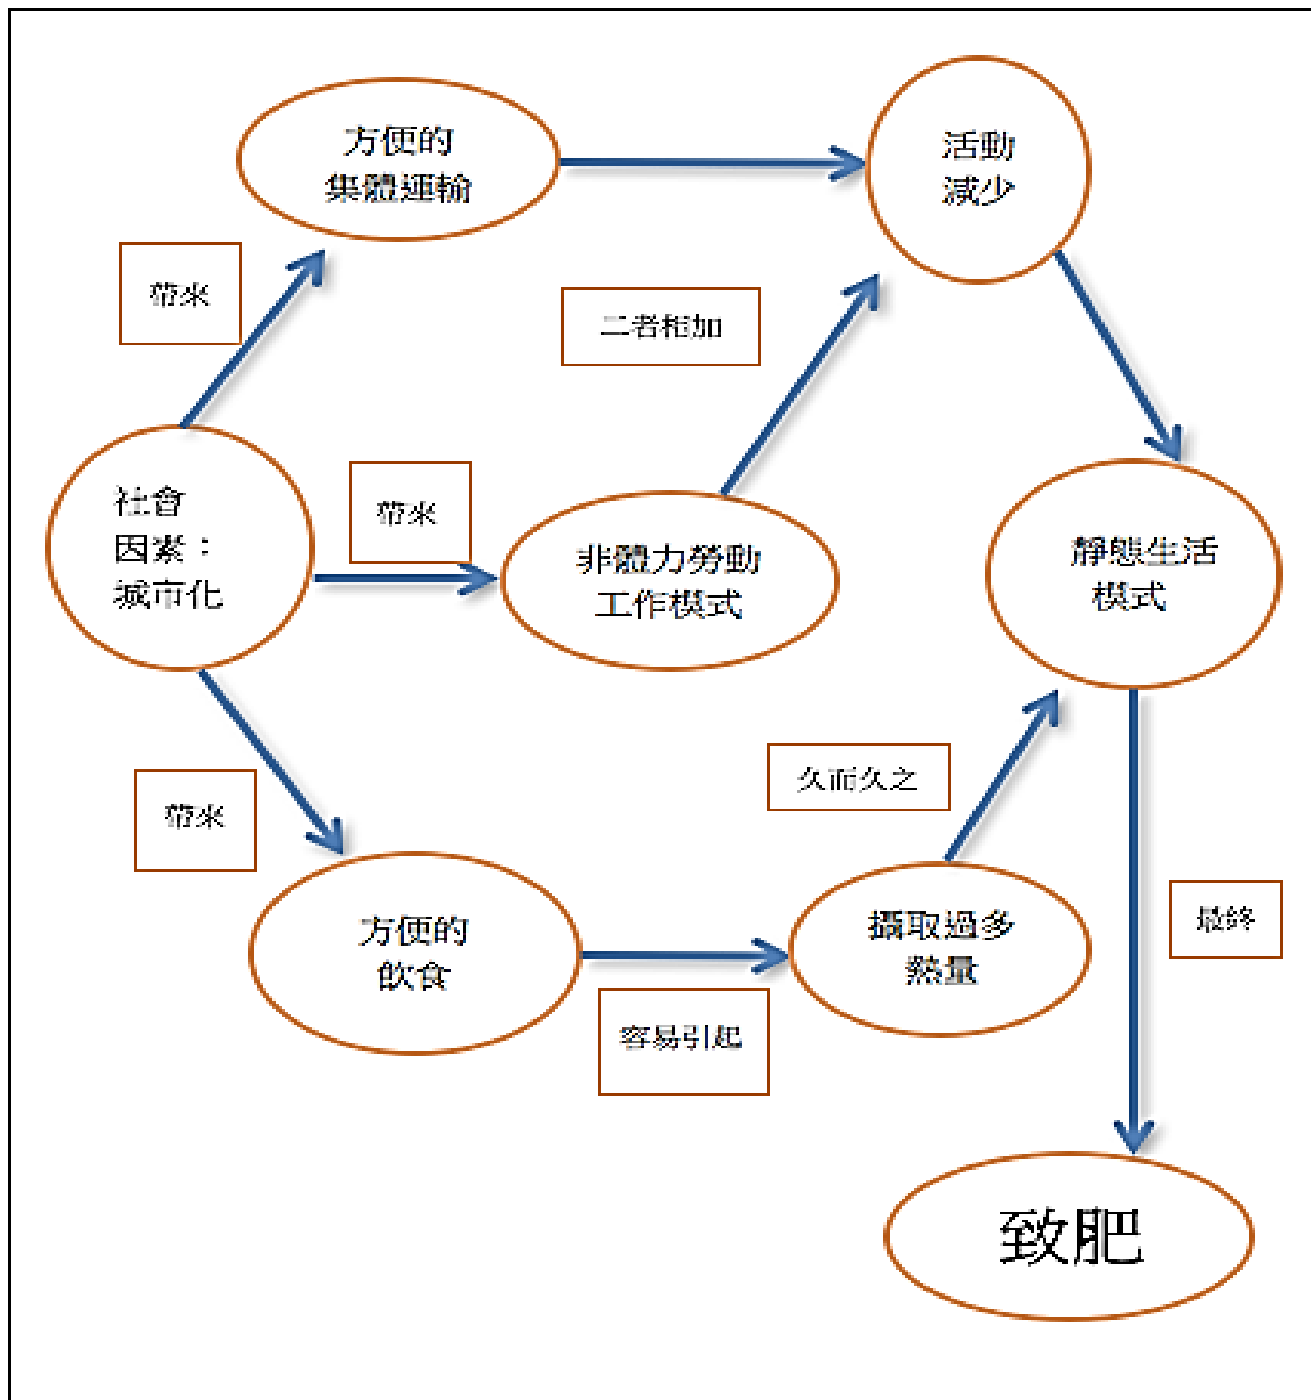 方便的
集體運輸
活動
減少
帶來
二者相加
社會
因素：
城市化
帶來
非體力勞動
工作模式
靜態生活
模式
帶來
久而久之
方便的
飲食
攝取過多
熱量
最終
容易引起
致肥